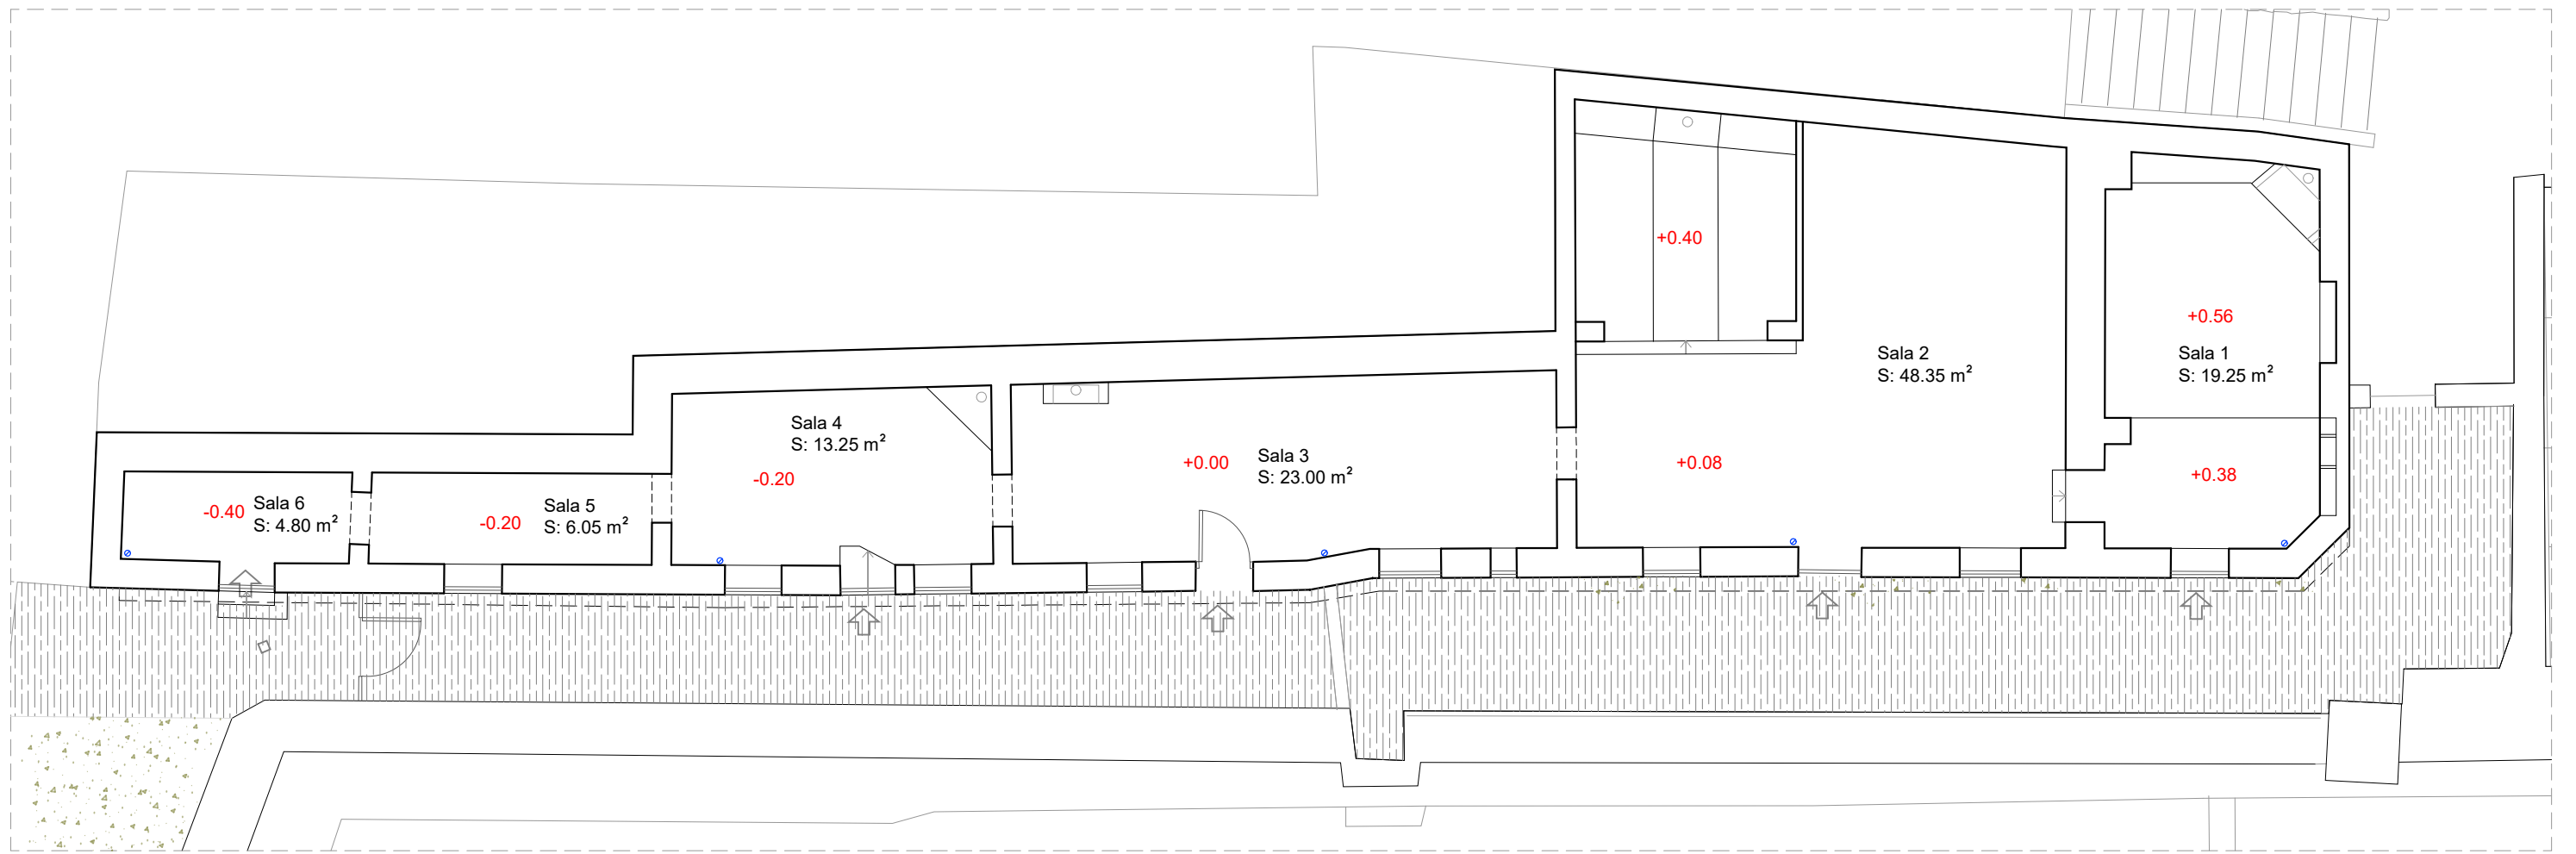 +0.40
+0.56
Sala 2
S: 48.35 m²
Sala 1
S: 19.25 m²
Sala 4
S: 13.25 m²
-0.20
+0.00
Sala 3
S: 23.00 m²
+0.08
+0.38
-0.40
Sala 6
S: 4.80 m²
-0.20
Sala 5
S: 6.05 m²